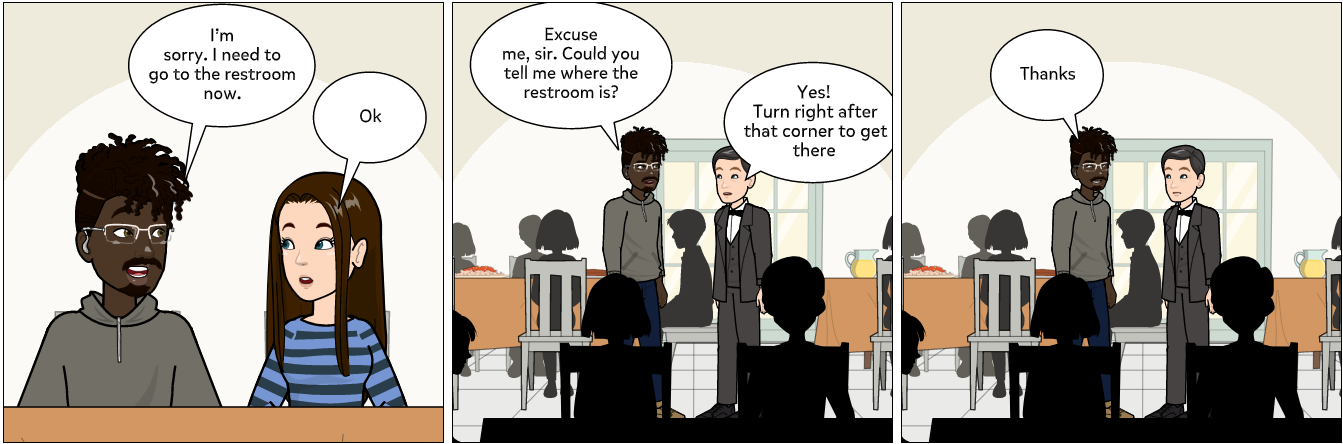 I'm
sorry. I need to
go to the restroom
now.
Ok
Excuse
me, sir. Could you
tell me where the
restroom is?
Yes!
Turn right after
that corner to get
there
Thanks